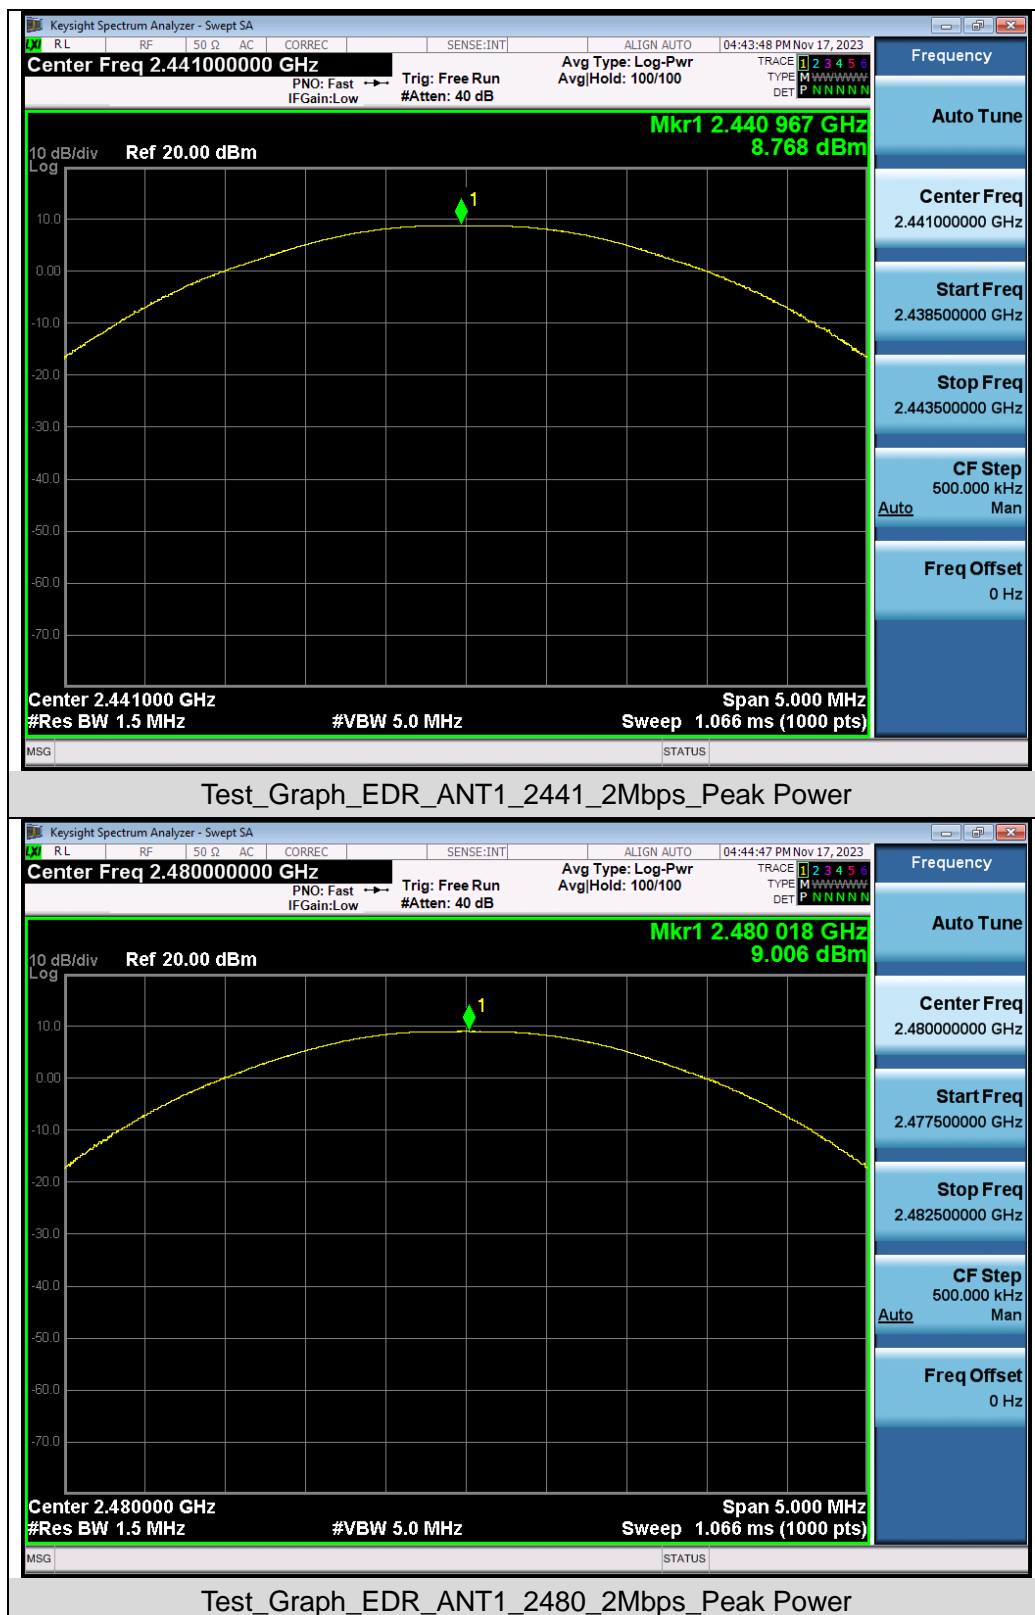 Keysight Spectrum Analyzer - Swept SA
LXI RL RF 50 Ω AC CORREC SENSE:INT ALIGN AUTO 04:43:48 PM Nov 17, 2023
Center Freq 2.441000000 GHz
PNO: Fast
IFGain:Low
Trig: Free Run
#Atten: 40 dB
Avg Type: Log-Pwr
Avg|Hold: 100/100
TRACE 1 2 3 4 5 6
TYPE M WWWWW
DET P N N N N N
Mkr1 2.440 967 GHz
8.768 dBm
10 dB/div Ref 20.00 dBm
Log
1
10.0
0.00
-10.0
-20.0
-30.0
-40.0
-50.0
-60.0
-70.0
Center 2.441000 GHz Span 5.000 MHz
#Res BW 1.5 MHz #VBW 5.0 MHz Sweep 1.066 ms (1000 pts)
MSG STATUS
Frequency
Auto Tune
Center Freq
2.441000000 GHz
Start Freq
2.438500000 GHz
Stop Freq
2.443500000 GHz
CF Step
500.000 kHz
Auto Man
Freq Offset
0 Hz
Test_Graph_EDR_ANT1_2441_2Mbps_Peak Power
Keysight Spectrum Analyzer - Swept SA
LXI RL RF 50 Ω AC CORREC SENSE:INT ALIGN AUTO 04:44:47 PM Nov 17, 2023
Center Freq 2.480000000 GHz
PNO: Fast
IFGain:Low
Trig: Free Run
#Atten: 40 dB
Avg Type: Log-Pwr
Avg|Hold: 100/100
TRACE 1 2 3 4 5 6
TYPE M WWWWW
DET P N N N N N
Mkr1 2.480 018 GHz
9.006 dBm
10 dB/div Ref 20.00 dBm
Log
1
10.0
0.00
-10.0
-20.0
-30.0
-40.0
-50.0
-60.0
-70.0
Center 2.480000 GHz Span 5.000 MHz
#Res BW 1.5 MHz #VBW 5.0 MHz Sweep 1.066 ms (1000 pts)
MSG STATUS
Frequency
Auto Tune
Center Freq
2.480000000 GHz
Start Freq
2.477500000 GHz
Stop Freq
2.482500000 GHz
CF Step
500.000 kHz
Auto Man
Freq Offset
0 Hz
Test_Graph_EDR_ANT1_2480_2Mbps_Peak Power